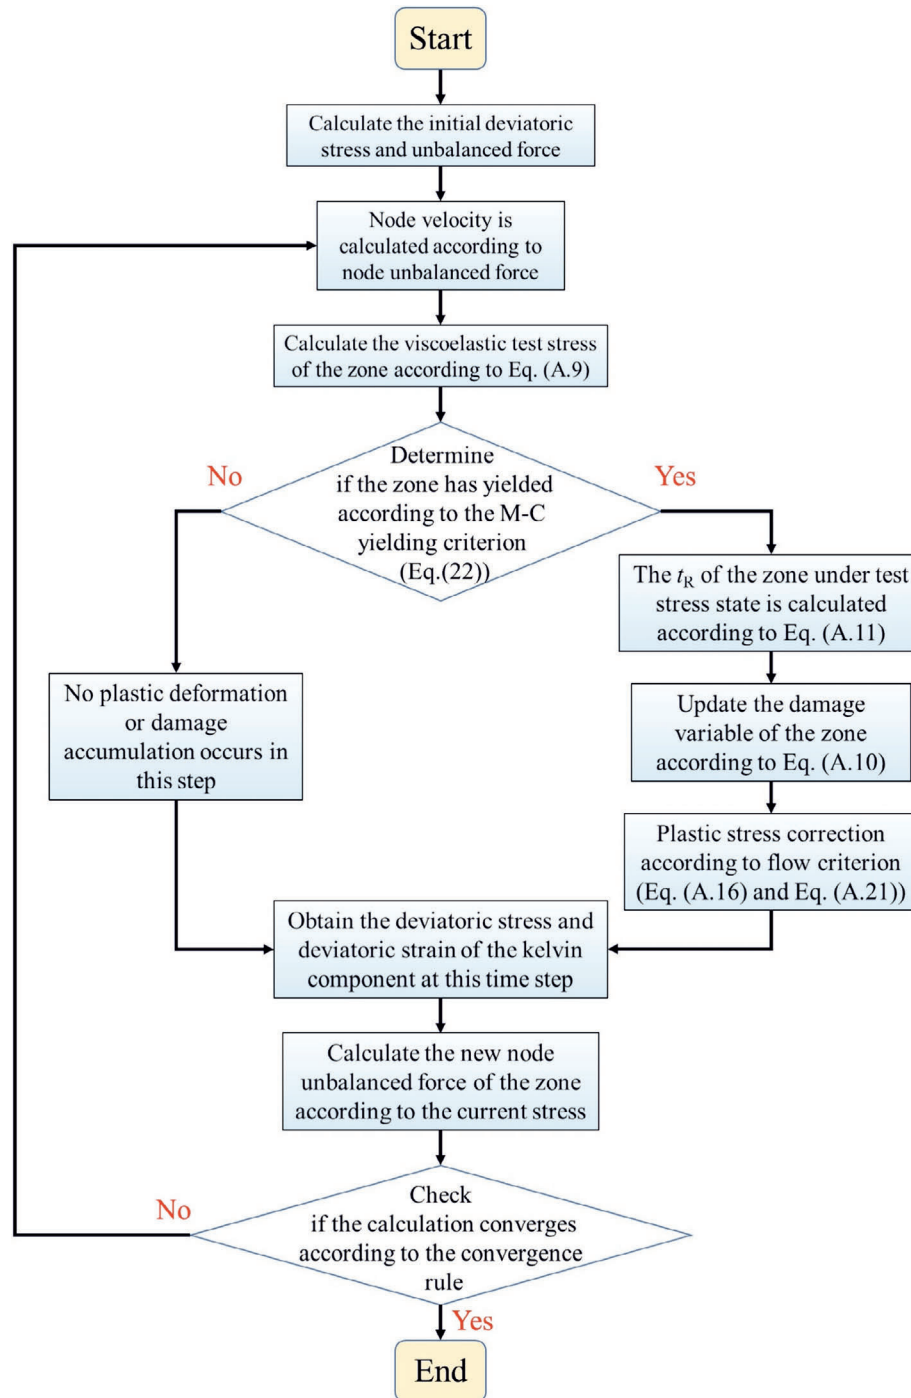 Start
Calculate the initial deviatoric
stress and unbalanced force
Node velocity is
calculated according to
node unbalanced force
Calculate the viscoelastic test stress
of the zone according to Eq. (A.9)
Determine
if the zone has yielded
according to the M-C
yielding criterion
(Eq.(22))
No
Yes
No plastic deformation
or damage
accumulation occurs in
this step
The tR of the zone under test
stress state is calculated
according to Eq. (A.11)
Update the damage
variable of the zone
according to Eq. (A.10)
Plastic stress correction
according to flow criterion
(Eq. (A.16) and Eq. (A.21))
Obtain the deviatoric stress and
deviatoric strain of the kelvin
component at this time step
Calculate the new node
unbalanced force of the zone
according to the current stress
Check
if the calculation converges
according to the convergence
rule
No
Yes
End